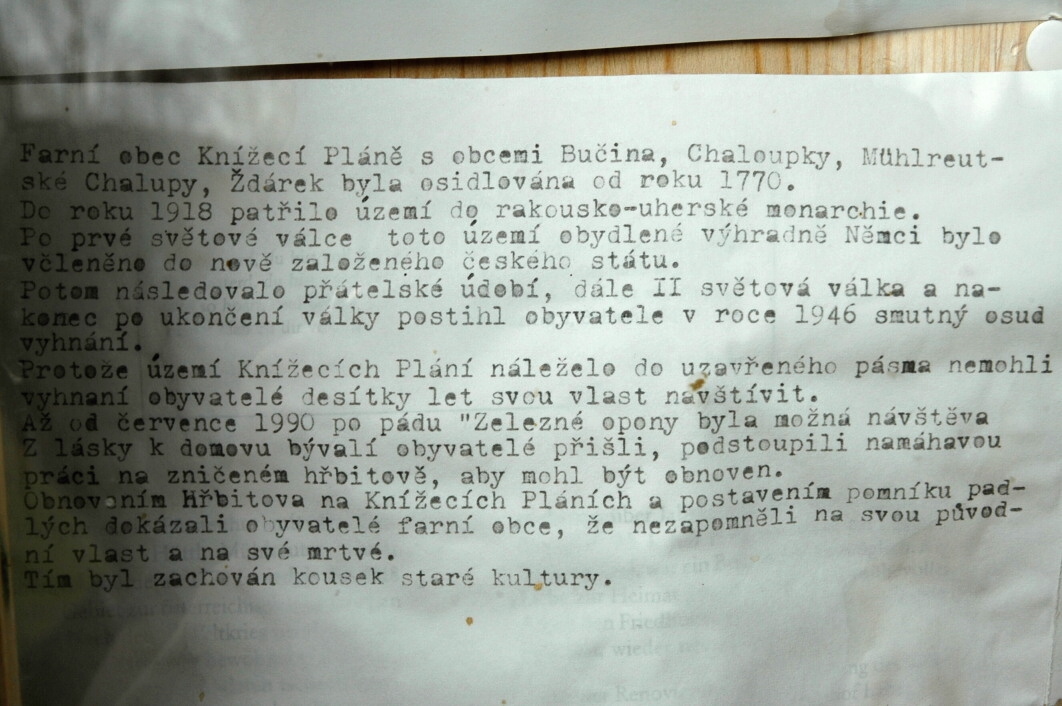 Farní obec Knížecí Pláně s obcemi Bučina, Chaloupky, Mühlreut-
ské Chalupy, Ždárek byla osidlována od roku 1770.
Do roku 1918 patřilo území do rakousko-uherské monarchie.
Po prvé světové válce toto území obydlené výhradně Němci bylo
včleněno do nově založeného českého státu.
Potom následovalo přátelské údobí, dále II světová válka a na-
konec po ukončení války postihl obyvatele v roce 1946 smutný osud
vyhnání.
Protože území Knížecích Plání náleželo do uzavřeného pásma nemohli
vyhnaní obyvatelé desítky let svou vlast navštívit.
Až od července 1990 po pádu "Železné opony byla možná návštěva
Z lásky k domovu bývalí obyvatelé přišli, podstoupili namáhavou
práci na zničeném hřbitově, aby mohl být obnoven.
Obnovením Hřbitova na Knížecích Pláních a postavením pomníku pad-
lých dokázali obyvatelé farní obce, že nezapomněli na svou původ-
ní vlast a na své mrtvé.
Tím byl zachován kousek staré kultury.